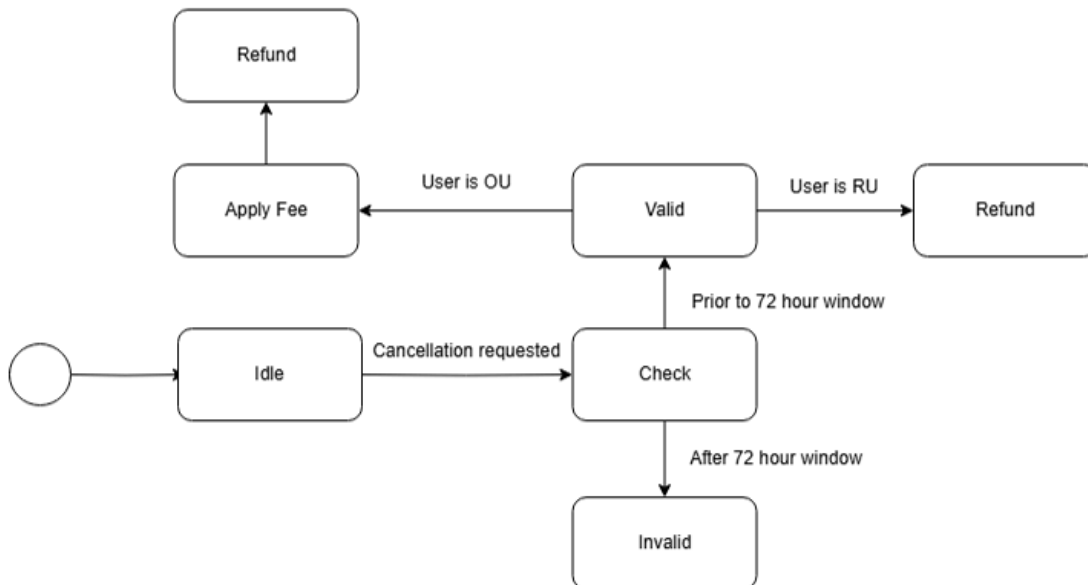 Refund
Apply Fee
User is OU
Valid
User is RU
Refund
Prior to 72 hour window
Idle
Cancellation requested
Check
After 72 hour window
Invalid